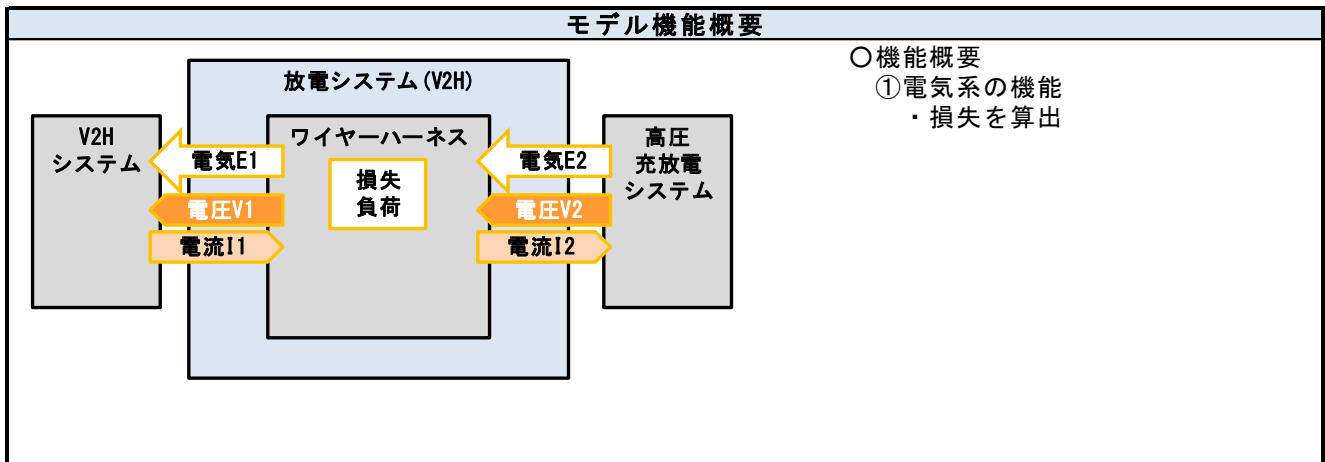 モデル機能概要
放電システム(V2H)
V2H
システム
ワイヤーハーネス
損失
負荷
高圧
充放電
システム
電気E1
電圧V1
電流I1
電気E2
電圧V2
電流I2
〇機能概要
①電気系の機能
・損失を算出